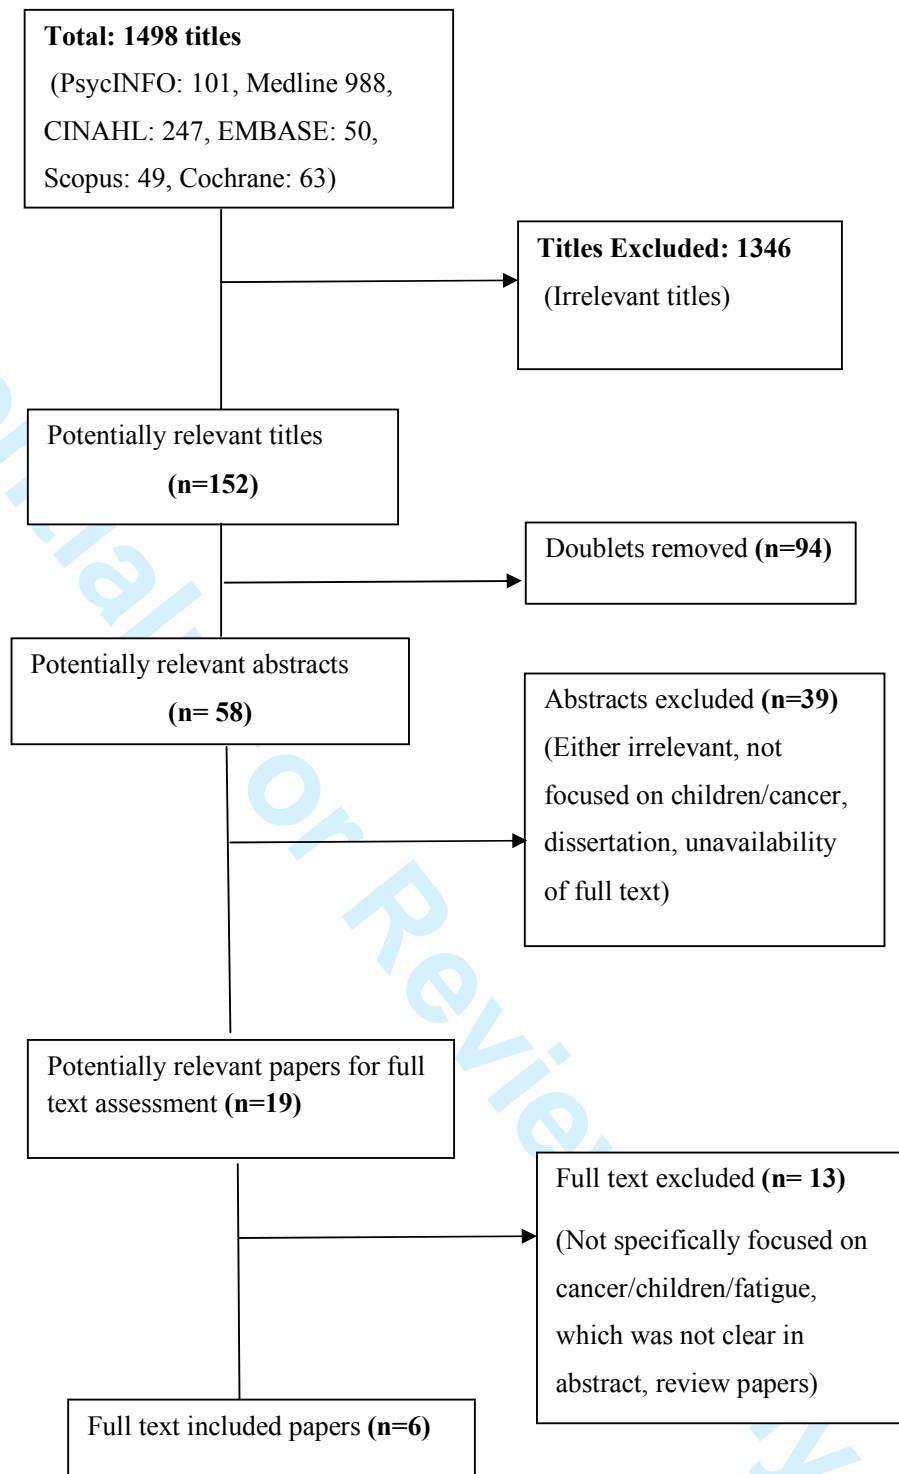 Total: 1498 titles
(PsycINFO: 101, Medline 988,
CINAHL: 247, EMBASE: 50,
Scopus: 49, Cochrane: 63)
Titles Excluded: 1346
(Irrelevant titles)
Potentially relevant titles
(n=152)
Doublets removed (n=94)
Potentially relevant abstracts
(n= 58)
Abstracts excluded (n=39)
(Either irrelevant, not
focused on children/cancer,
dissertation, unavailability
of full text)
Potentially relevant papers for full
text assessment (n=19)
Full text excluded (n= 13)
(Not specifically focused on
cancer/children/fatigue,
which was not clear in
abstract, review papers)
Full text included papers (n=6)